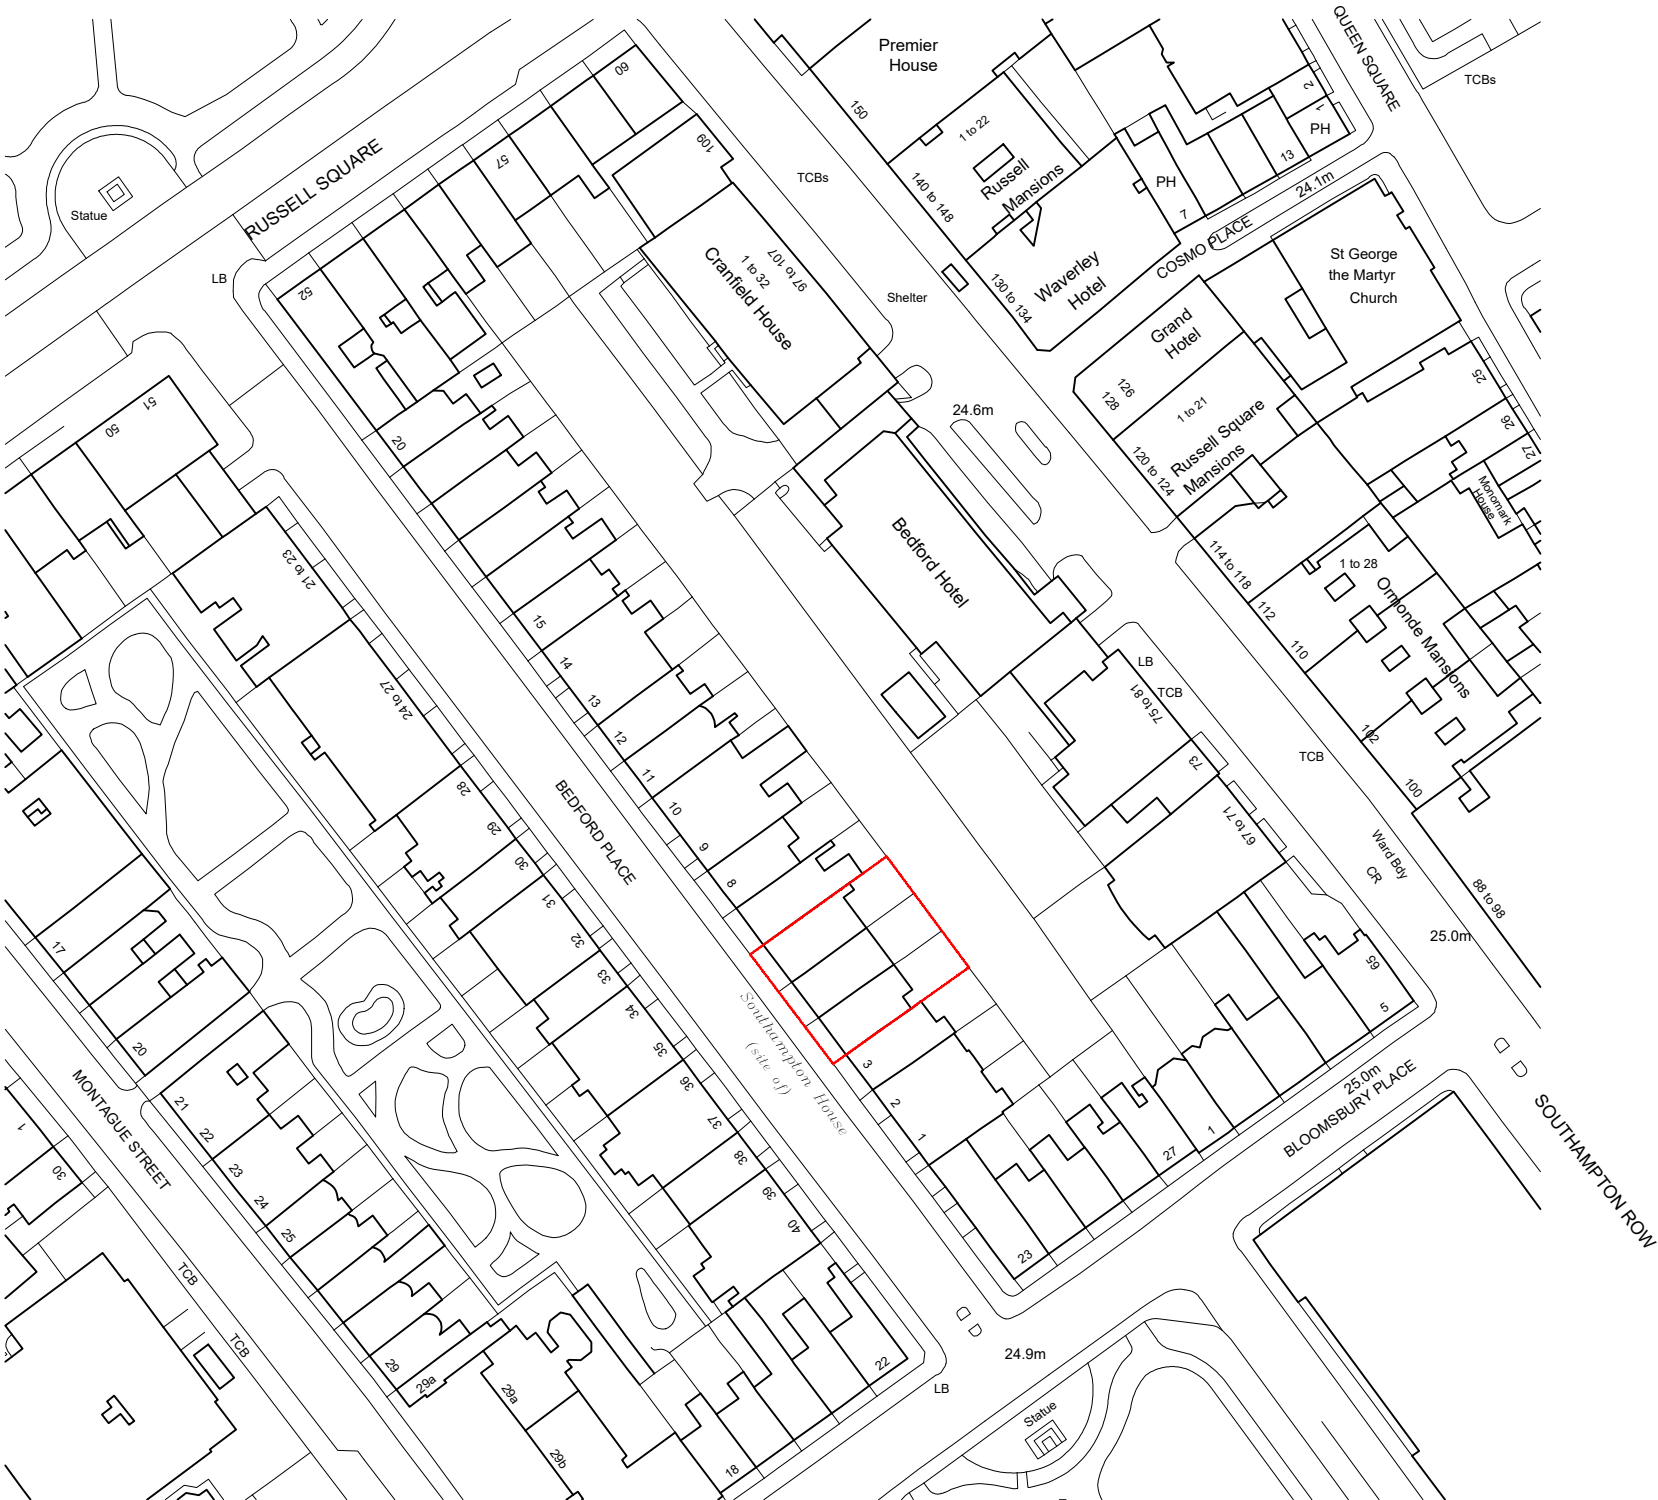 Premier
House
150
1 to 22
Russell
Mansions
140 to 148
QUEEN SQUARE
TCBs
2
1
PH
13
PH
7
24.1m
COSMO PLACE
60
57
109
TCBs
RUSSELL SQUARE
Statue
LB
52
97 to 107
1 to 32
Cranfield House
Shelter
130 to 134
Waverley
Hotel
St George
the Martyr
Church
Grand
Hotel
126
128
1 to 21
Russell Square
Mansions
120 to 124
25
26
27
Monomark
House
51
50
20
24.6m
Bedford Hotel
114 to 118
112
110
1 to 28
Ormonde Mansions
102
100
21 to 23
24 to 27
15
14
13
12
11
10
9
8
LB
TCB
75 to 81
73
67 to 71
TCB
Ward Bdy
CR
88 to 98
25.0m
BEDFORD PLACE
28
29
30
31
32
33
34
35
36
37
38
39
40
Southampton House
(site of)
3
2
1
65
5
25.0m
BLOOMSBURY PLACE
SOUTHAMPTON ROW
1
27
23
17
20
MONTAGUE STREET
21
22
23
24
25
1
30
TCB
TCB
29
29a
29a
29b
18
22
LB
24.9m
Statue